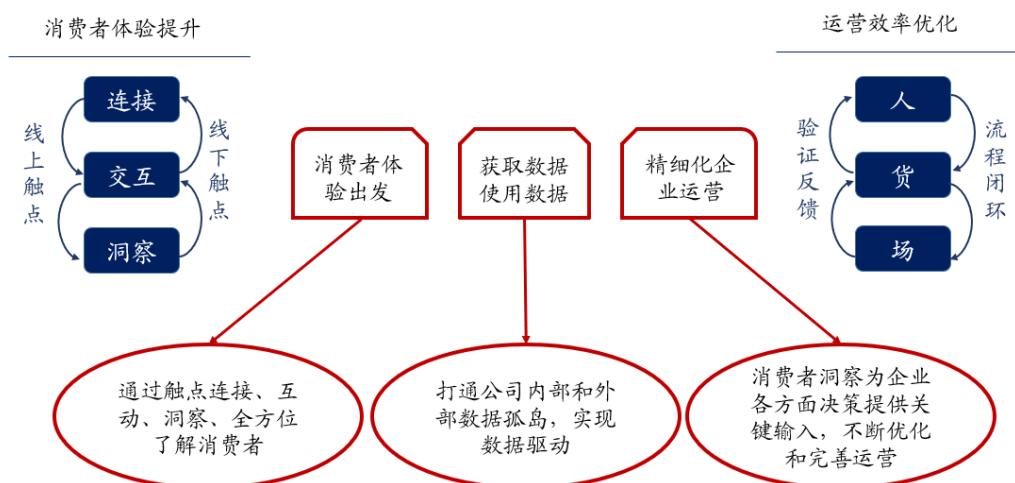 消费者体验提升
运营效率优化
连接
交互
洞察
线上触点
线下触点
消费者体
验出发
获取数据
使用数据
精细化企
业运营
人
货
场
验证反馈
流程闭环
通过触点连接、互
动、洞察、全方位
了解消费者
打通公司内部和外
部数据孤岛，实现
数据驱动
消费者洞察为企业
各方面决策提供关
键输入，不断优化
和完善运营